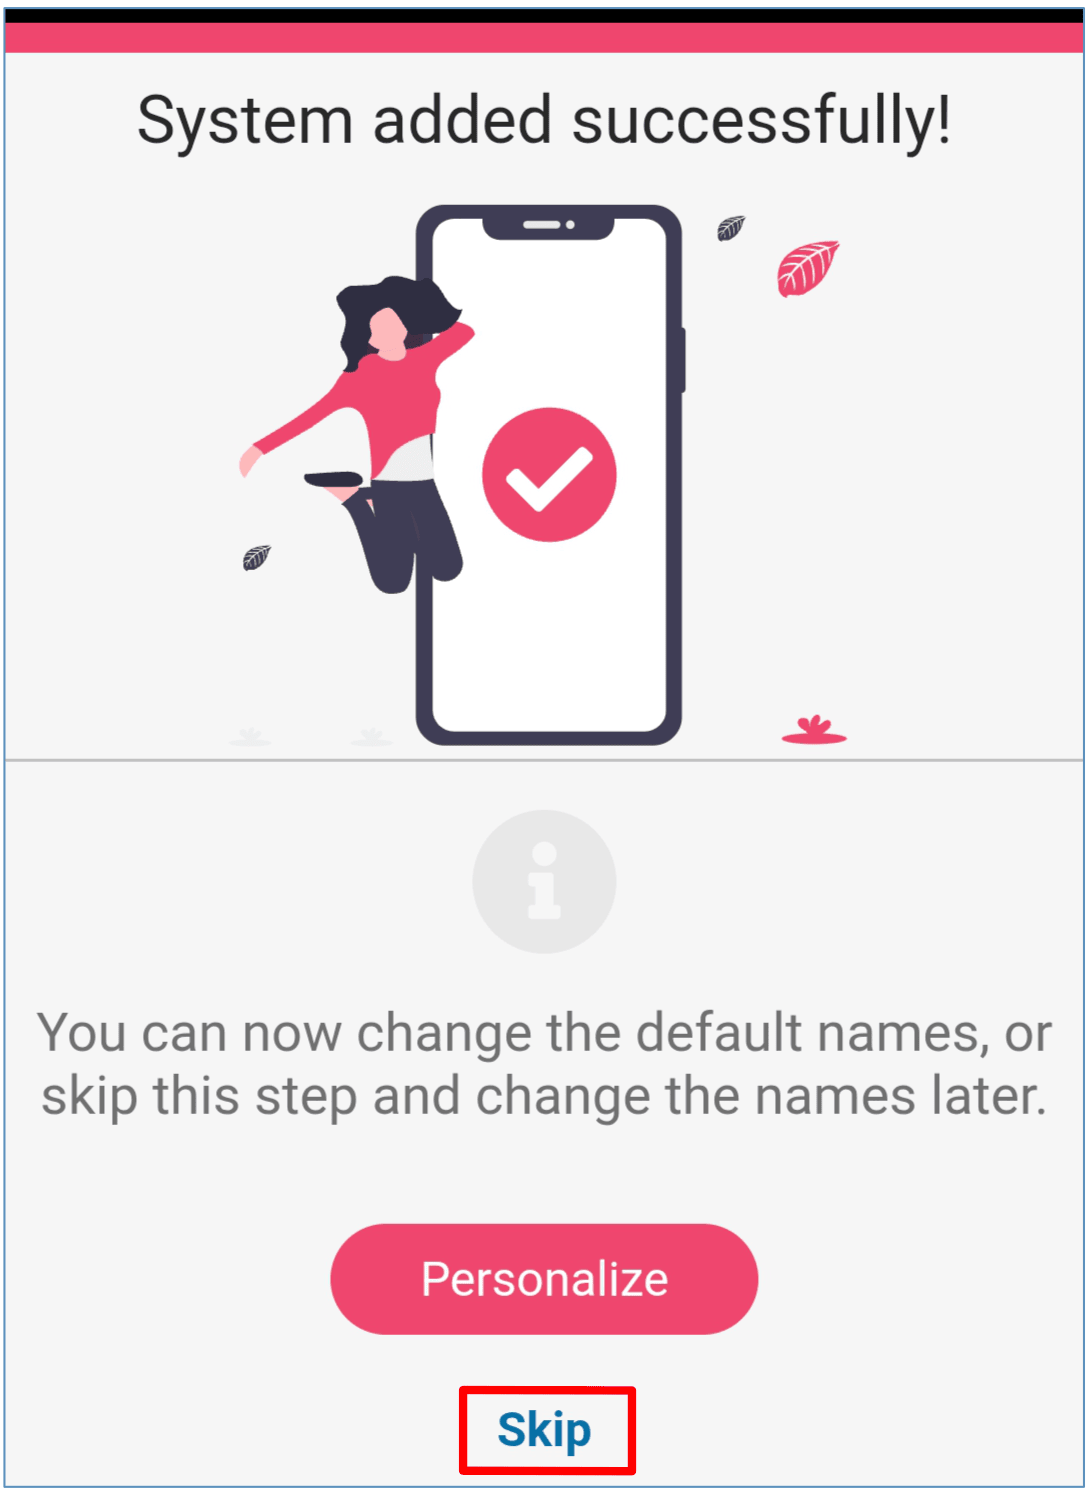 System added successfully!
You can now change the default names, or
skip this step and change the names later.
Personalize
Skip